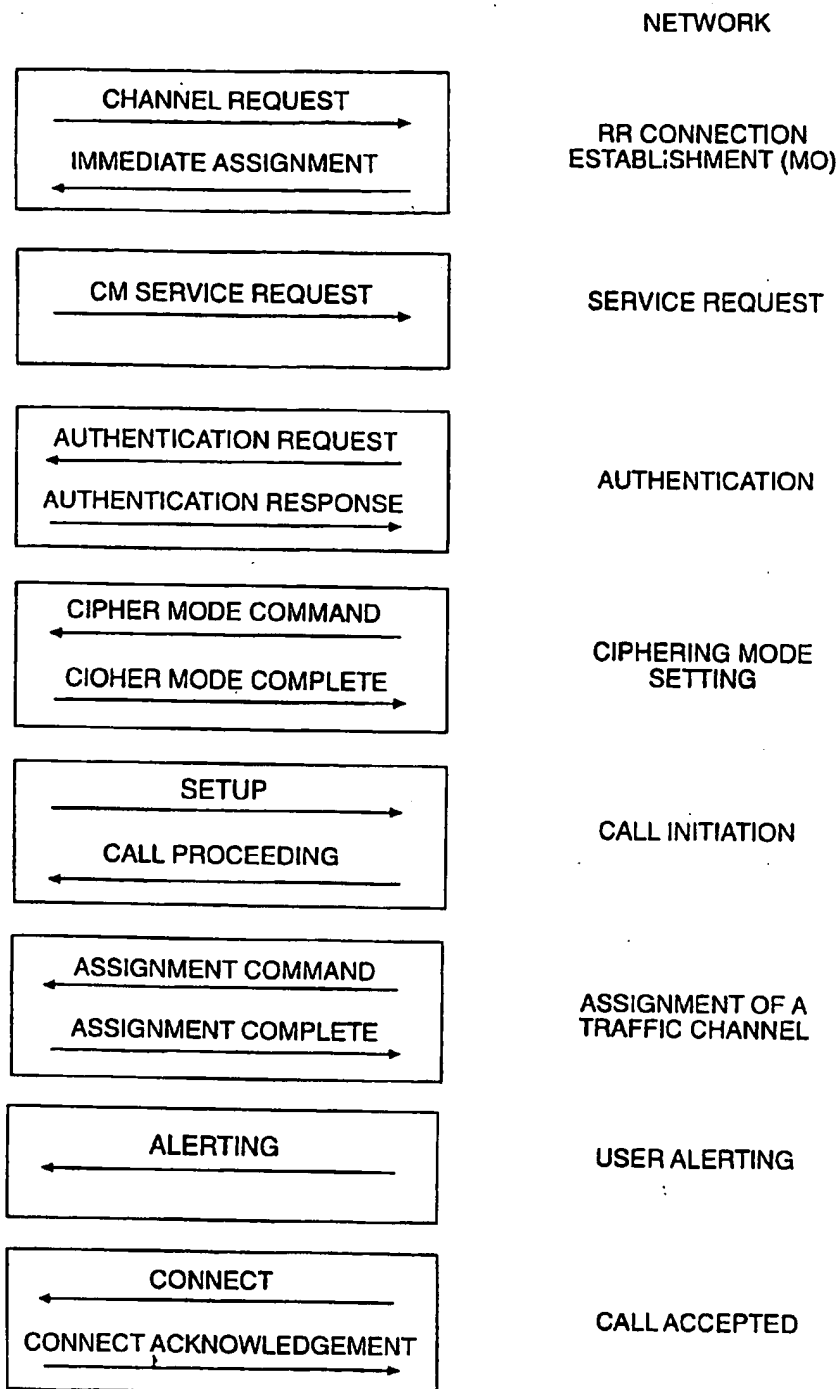 NETWORK
CHANNEL REQUEST
IMMEDIATE ASSIGNMENT
RR CONNECTION
ESTABLISHMENT (MO)
CM SERVICE REQUEST
SERVICE REQUEST
AUTHENTICATION REQUEST
AUTHENTICATION RESPONSE
AUTHENTICATION
CIPHER MODE COMMAND
CIOHER MODE COMPLETE
CIPHERING MODE
SETTING
SETUP
CALL PROCEEDING
CALL INITIATION
ASSIGNMENT COMMAND
ASSIGNMENT COMPLETE
ASSIGNMENT OF A
TRAFFIC CHANNEL
ALERTING
USER ALERTING
CONNECT
CONNECT ACKNOWLEDGEMENT
CALL ACCEPTED